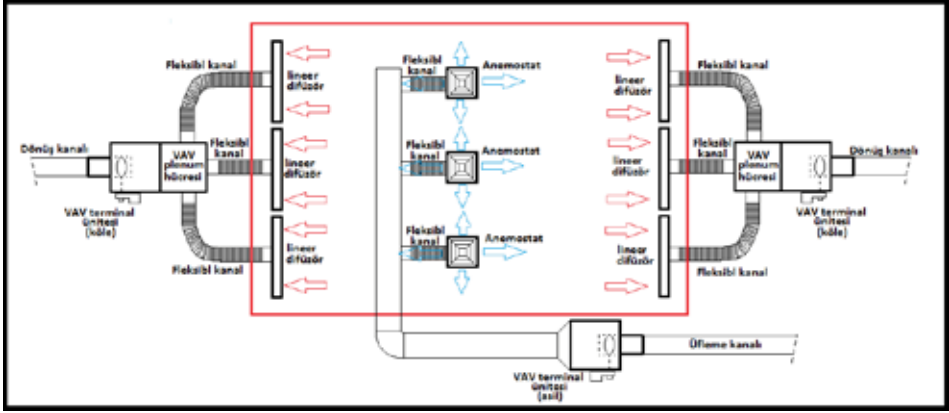 Fleksibl kanal
Fleksibl
kanal
Anemostat
Fleksibl kanal
lineer
difüzör
lineer
difüzör
Dönüş kanalı
VAV
plenum
hücresi
Fleksibl
kanal
lineer
difüzör
Fleksibl
kanal
Anemostat
lineer
difüzör
Fleksibl
kanal
VAV
plenum
hücresi
Dönüş kanalı
VAV terminal
ünitesi
(köle)
VAV terminal
ünitesi
(köle)
Fleksibl
kanal
Anemostat
lineer
difüzör
lineer
difüzör
Fleksibl kanal
Fleksibl kanal
Üfleme kanalı
VAV terminal
ünitesi
(asil)